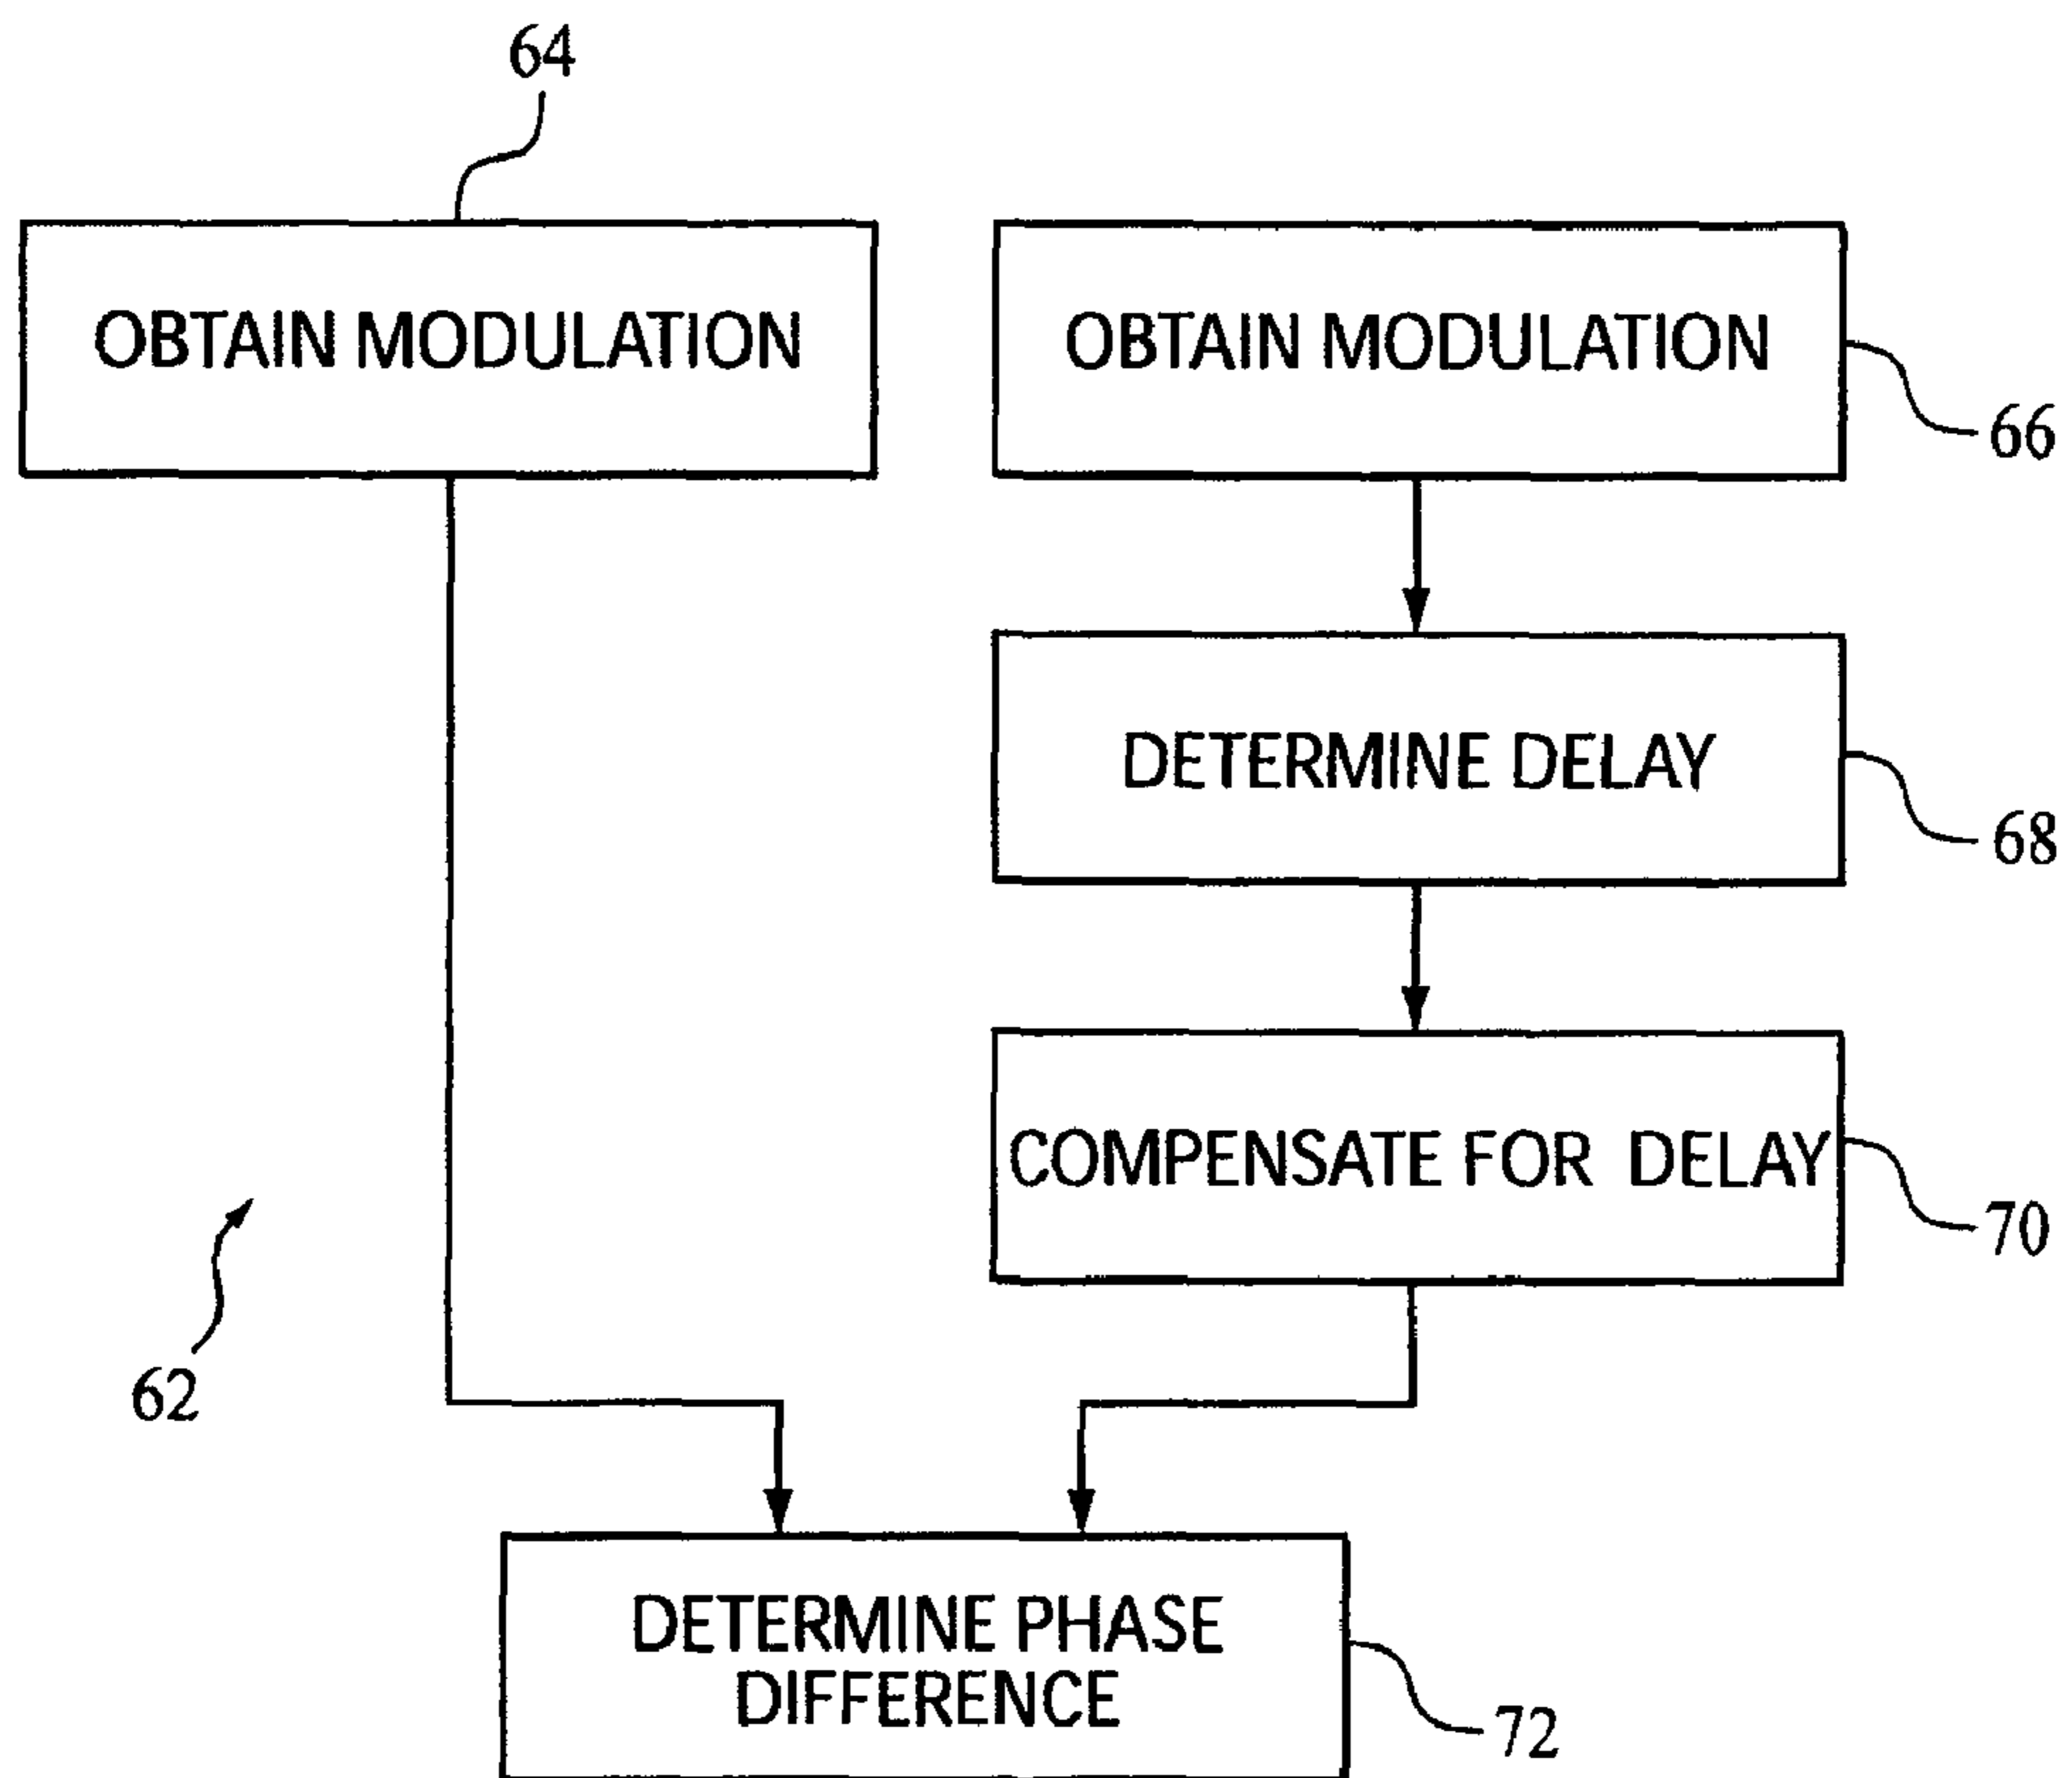 64
OBTAIN MODULATION
OBTAIN MODULATION
66
DETERMINE DELAY
68
COMPENSATE FOR DELAY
70
62
DETERMINE PHASE
DIFFERENCE
72